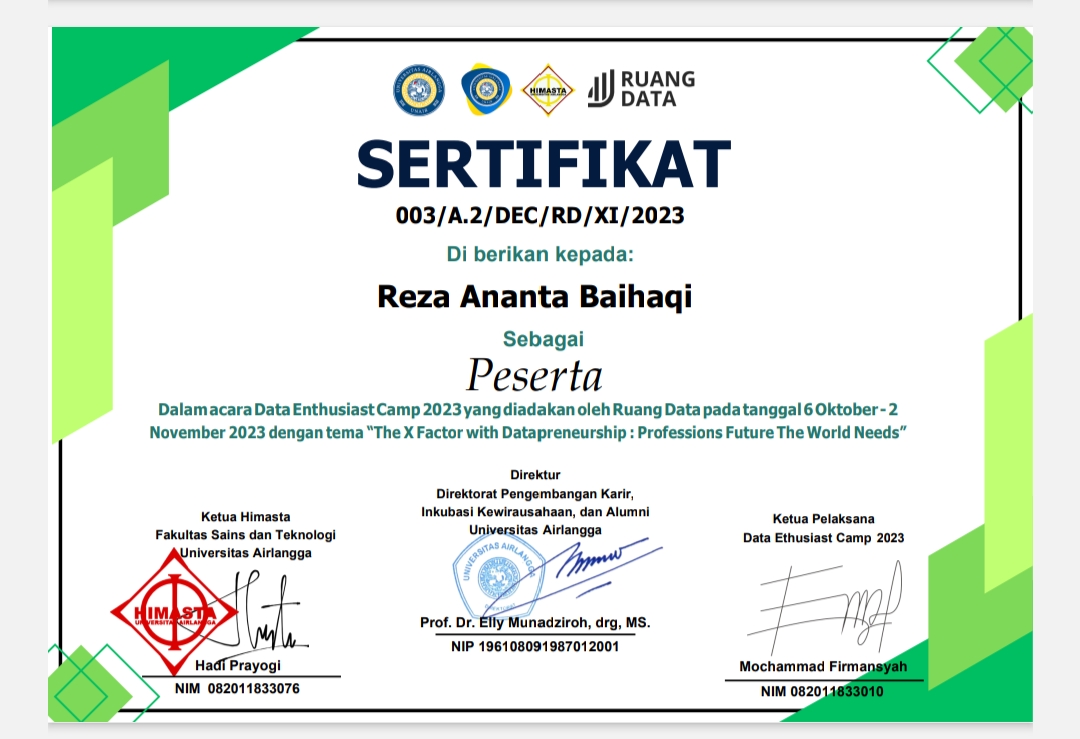 UNIVERSITAS AIRLANGGA
UNAIR
HIMASTA
RUANG
DATA
SERTIFIKAT
003/A.2/DEC/RD/XI/2023
Di berikan kepada:
Reza Ananta Baihaqi
Sebagai
Peserta
Dalam acara Data Enthusiast Camp 2023 yang diadakan oleh Ruang Data pada tanggal 6 Oktober - 2
November 2023 dengan tema “The X Factor with Datapreneurship : Professions Future The World Needs”
Ketua Himasta
Fakultas Sains dan Teknologi
Universitas Airlangga
HIMASTA
UNIVERSITAS AIRLANGGA
Hadi Prayogi
NIM 082011833076
Direktur
Direktorat Pengembangan Karir,
Inkubasi Kewirausahaan, dan Alumni
Universitas Airlangga
UNIVERSITAS AIRLANGGA
Prof. Dr. Elly Munadziroh, drg, MS.
NIP 196108091987012001
Ketua Pelaksana
Data Ethusiast Camp 2023
Mochammad Firmansyah
NIM 082011833010